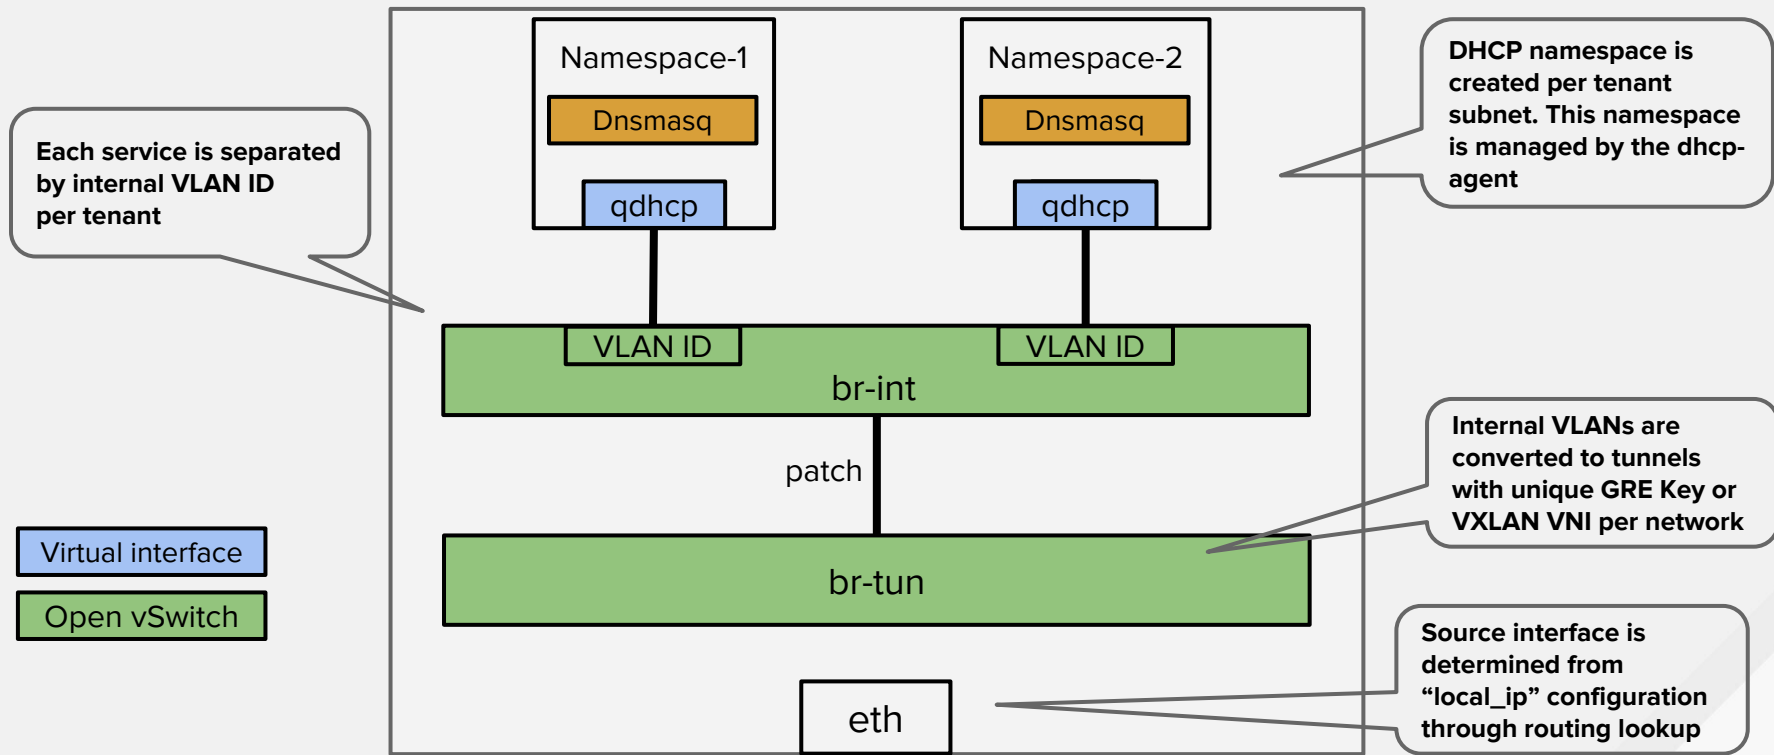 Namespace-1
Dnsmasq
qdhcp
Namespace-2
Dnsmasq
qdhcp
DHCP namespace is
created per tenant
subnet. This namespace
is managed by the dhcp-
agent
Each service is separated
by internal VLAN ID
per tenant
VLAN ID
VLAN ID
br-int
patch
Internal VLANs are
converted to tunnels
with unique GRE Key or
VXLAN VNI per network
Virtual interface
Open vSwitch
br-tun
Source interface is
determined from
“local_ip” configuration
through routing lookup
eth